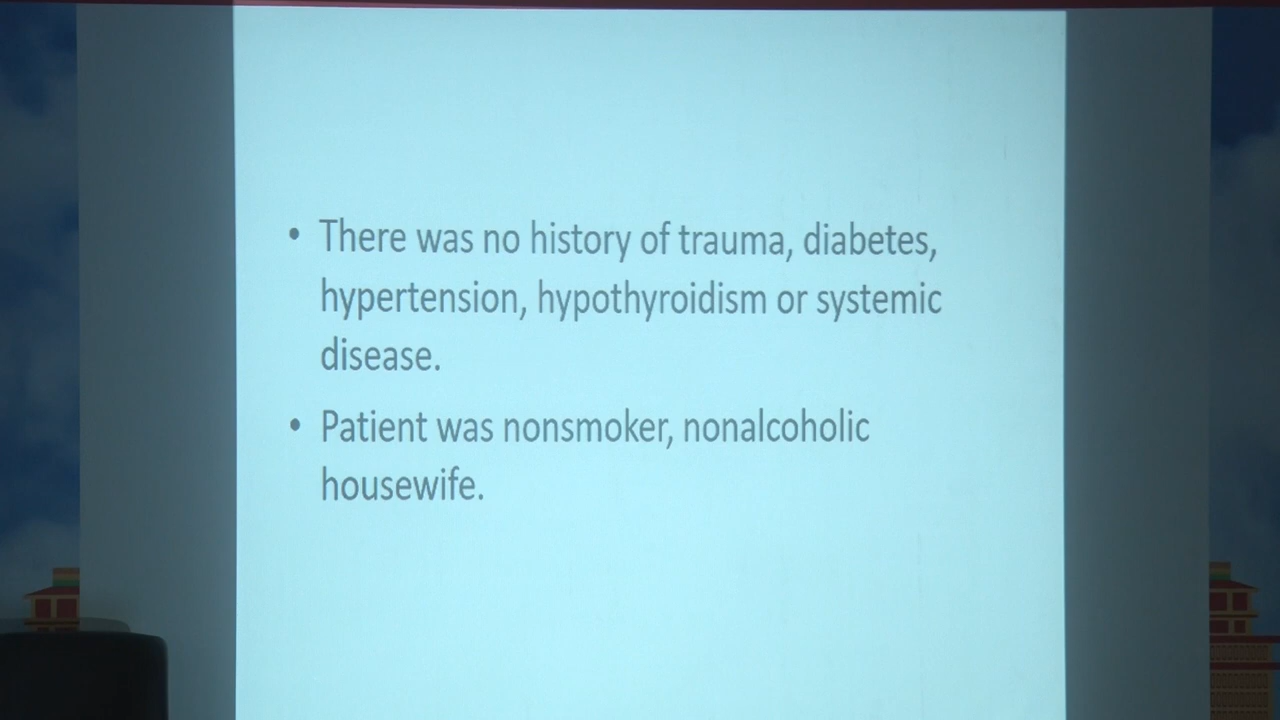 • There was no history of trauma, diabetes,
hypertension, hypothyroidism or systemic
disease.
• Patient was nonsmoker, nonalcoholic
housewife.